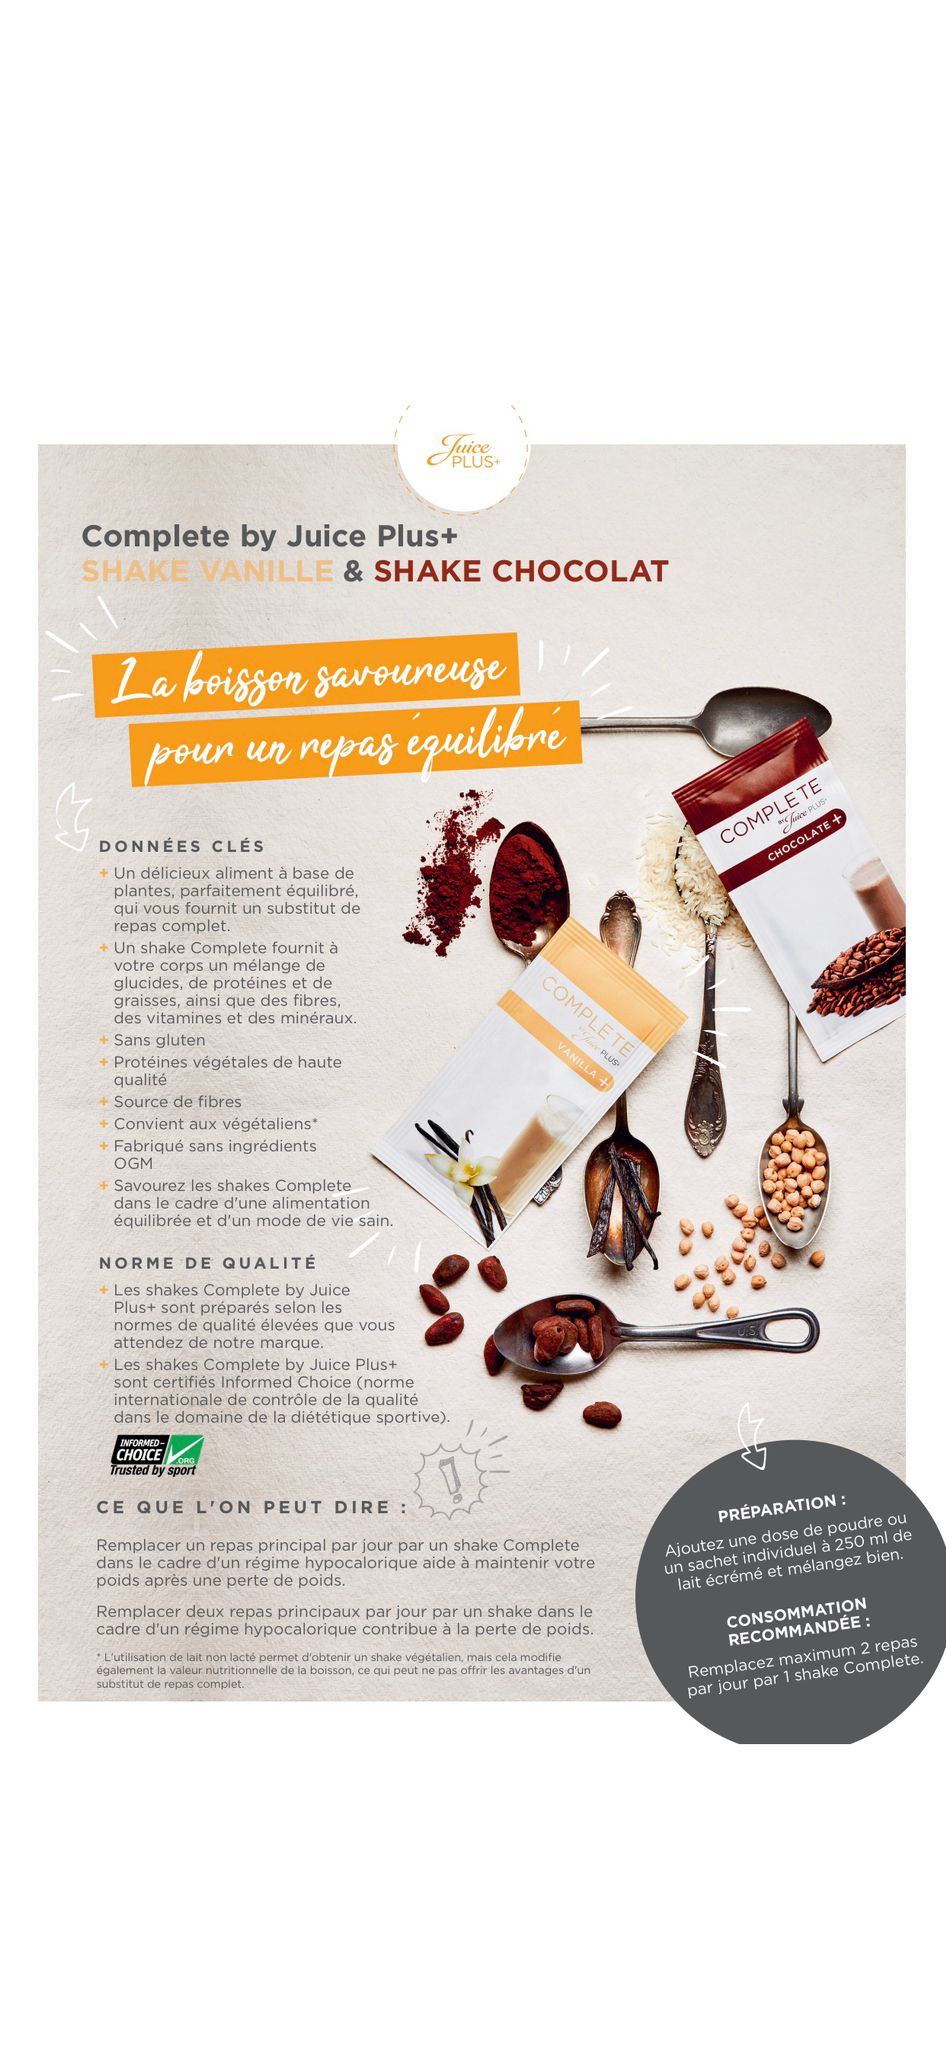 Juice
PLUS+
Complete by Juice Plus+
SHAKE VANILLE & SHAKE CHOCOLAT
La boisson savoureuse
pour un repas équilibré
DONNÉES CLÉS
+ Un délicieux aliment à base de
plantes, parfaitement équilibré,
qui vous fournit un substitut de
repas complet.
+ Un shake Complete fournit à
votre corps un mélange de
glucides, de protéines et de
graisses, ainsi que des fibres,
des vitamines et des minéraux.
+ Sans gluten
+ Protéines végétales de haute
qualité
+ Source de fibres
+ Convient aux végétaliens*
+ Fabriqué sans ingrédients
OGM
+ Savourez les shakes Complete
dans le cadre d'une alimentation
équilibrée et d'un mode de vie sain.
COMPLETE
BY Juice PLUS+
CHOCOLATE +
COMPLETE
BY Juice PLUS+
VANILLA +
U.S.
NORME DE QUALITÉ
+ Les shakes Complete by Juice
Plus+ sont préparés selon les
normes de qualité élevées que vous
attendez de notre marque.
+ Les shakes Complete by Juice Plus+
sont certifiés Informed Choice (norme
internationale de contrôle de la qualité
dans le domaine de la diététique sportive).
INFORMED-
CHOICE
.ORG
Trusted by sport
CE QUE L'ON PEUT DIRE :
Remplacer un repas principal par jour par un shake Complete
dans le cadre d'un régime hypocalorique aide à maintenir votre
poids après une perte de poids.
Remplacer deux repas principaux par jour par un shake dans le
cadre d'un régime hypocalorique contribue à la perte de poids.
* L'utilisation de lait non lacté permet d'obtenir un shake végétalien, mais cela modifie
également la valeur nutritionnelle de la boisson, ce qui peut ne pas offrir les avantages d'un
substitut de repas complet.
PRÉPARATION :
Ajoutez une dose de poudre ou
un sachet individuel à 250 ml de
lait écrémé et mélangez bien.
CONSOMMATION
RECOMMANDÉE :
Remplacez maximum 2 repas
par jour par 1 shake Complete.